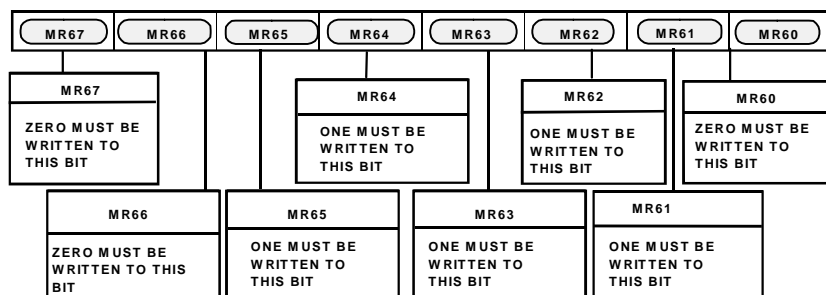 MR67 MR66 MR65 MR64 MR63 MR62 MR61 MR60
MR67
ZERO MUST BE
WRITTEN TO
THIS BIT
MR64
ONE MUST BE
WRITTEN TO
THIS BIT
MR62
ONE MUST BE
WRITTEN TO
THIS BIT
MR60
ZERO MUST BE
WRITTEN TO
THIS BIT
MR66
ZERO MUST BE
WRITTEN TO THIS
BIT
MR65
ONE MUST BE
WRITTEN TO
THIS BIT
MR63
ONE MUST BE
WRITTEN TO
THIS BIT
MR61
ONE MUST BE
WRITTEN TO
THIS BIT